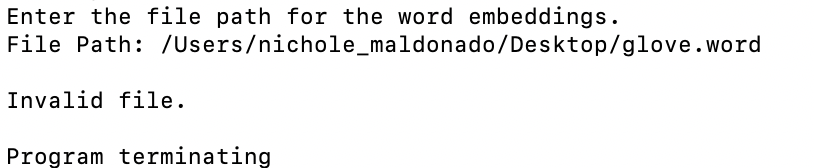 Enter the file path for the word embeddings.
File Path: /Users/nichole_maldonado/Desktop/glove.word
Invalid file.
Program terminating